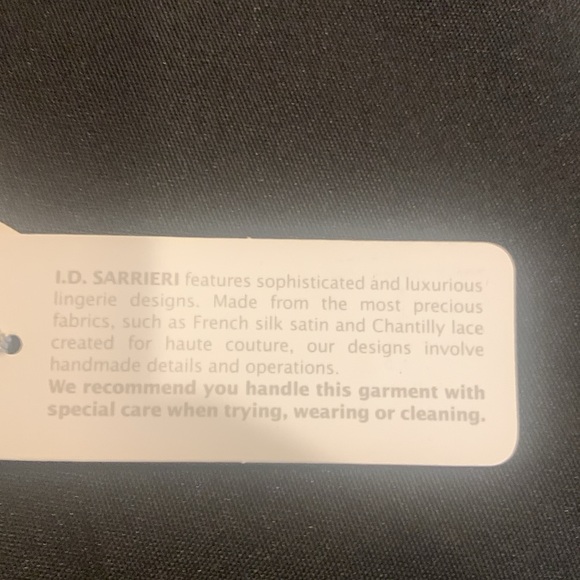 I.D. SARRIERI features sophisticated and luxurious
lingerie designs. Made from the most precious
fabrics, such as French silk satin and Chantilly lace
created for haute couture, our designs involve
handmade details and operations.
We recommend you handle this garment with
special care when trying, wearing or cleaning.